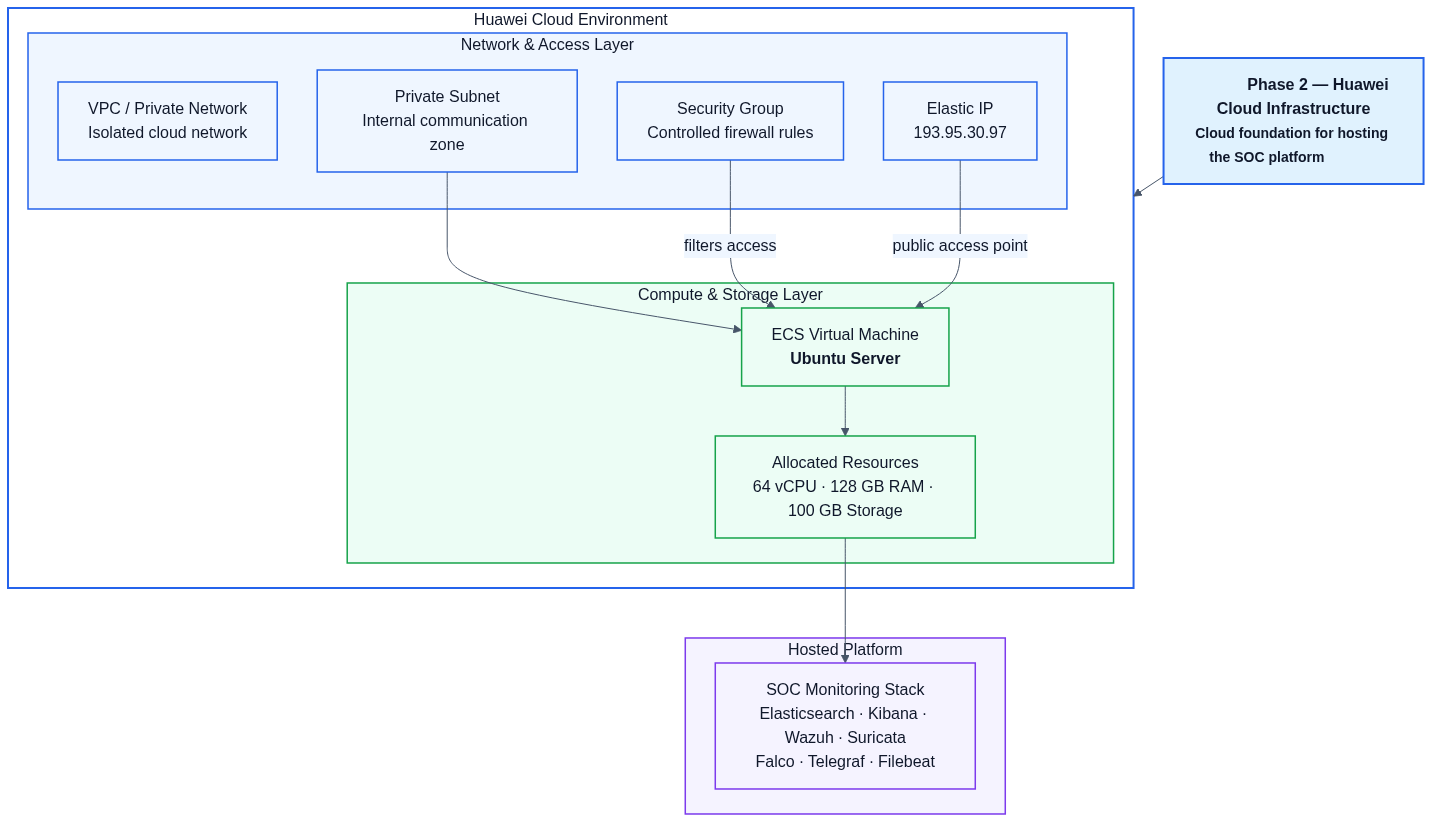 Huawei Cloud Environment
Network & Access Layer
VPC / Private Network
Isolated cloud network
Private Subnet
Internal communication
zone
Security Group
Controlled firewall rules
Elastic IP
193.95.30.97
Phase 2 — Huawei
Cloud Infrastructure
Cloud foundation for hosting
the SOC platform
filters access
public access point
Compute & Storage Layer
ECS Virtual Machine
Ubuntu Server
Allocated Resources
64 vCPU · 128 GB RAM ·
100 GB Storage
Hosted Platform
SOC Monitoring Stack
Elasticsearch · Kibana ·
Wazuh · Suricata
Falco · Telegraf · Filebeat